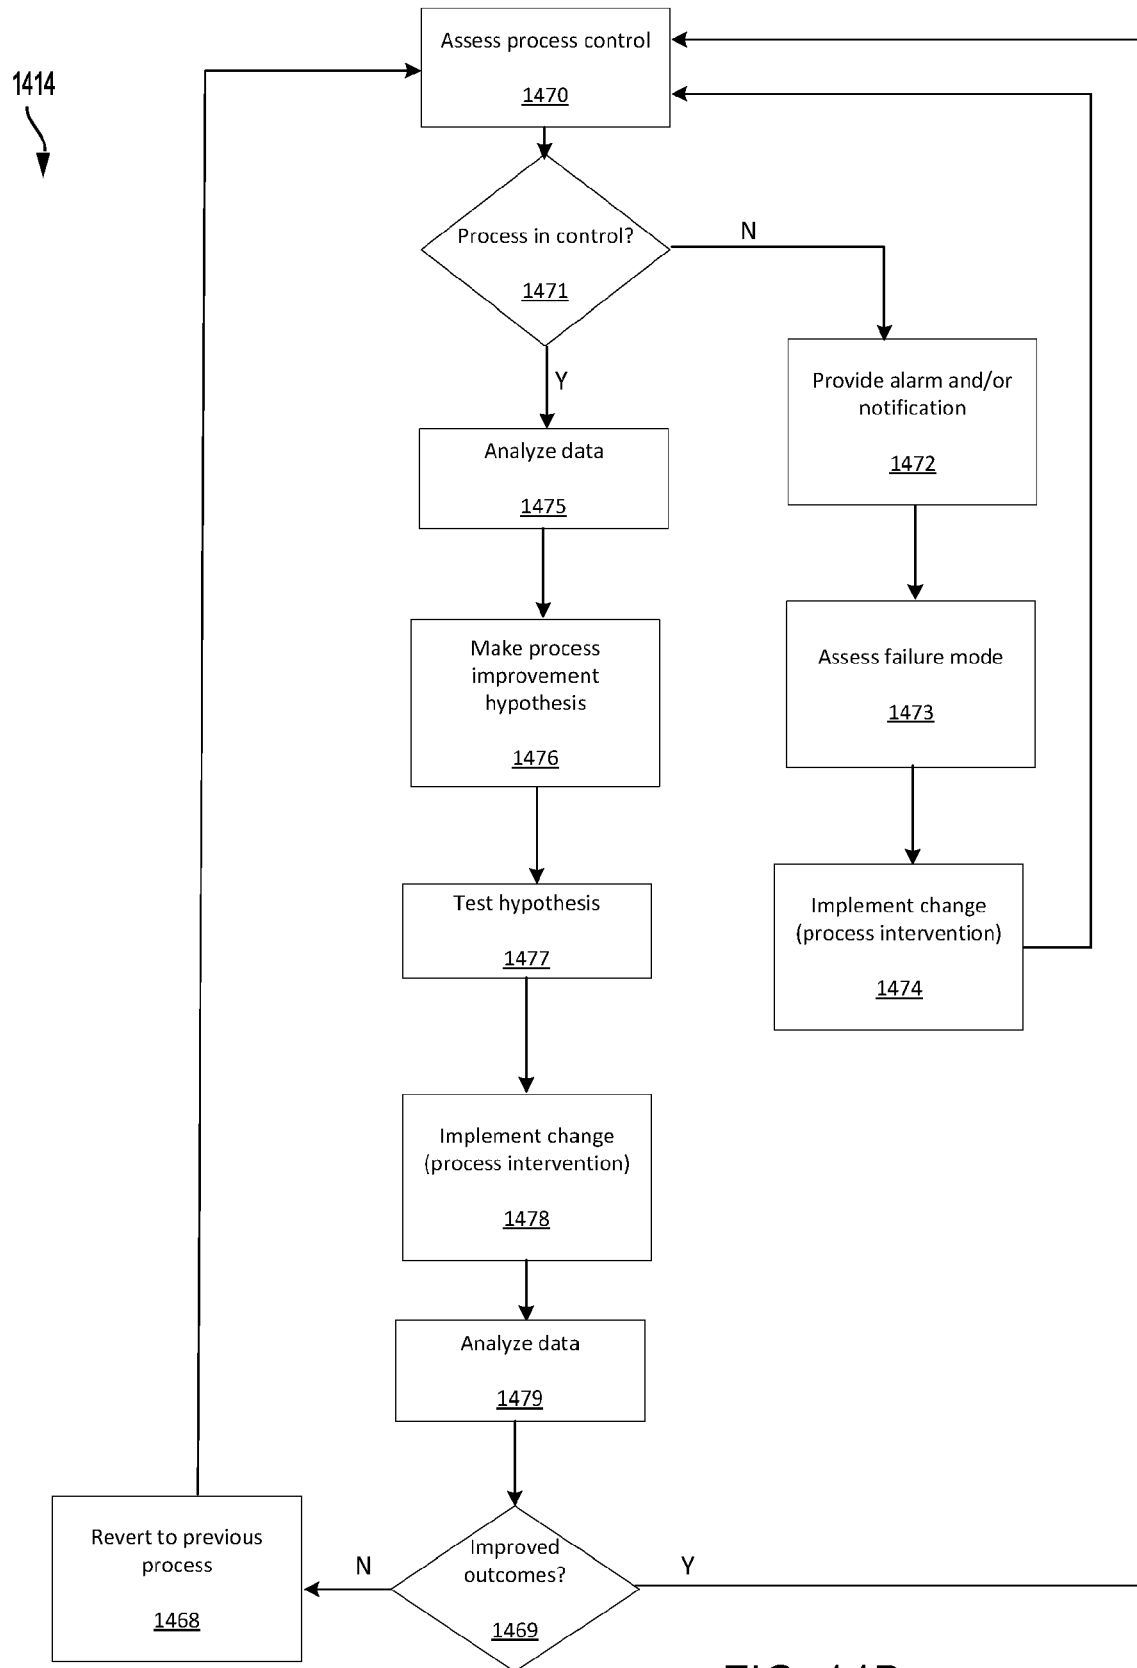 Assess process control
1470
1414
Process in control?
1471
N
Y
Provide alarm and/or
notification
1472
Analyze data
1475
Make process
improvement
hypothesis
1476
Assess failure mode
1473
Test hypothesis
1477
Implement change
(process intervention)
1474
Implement change
(process intervention)
1478
Analyze data
1479
Revert to previous
process
1468
N
Improved
outcomes?
1469
Y